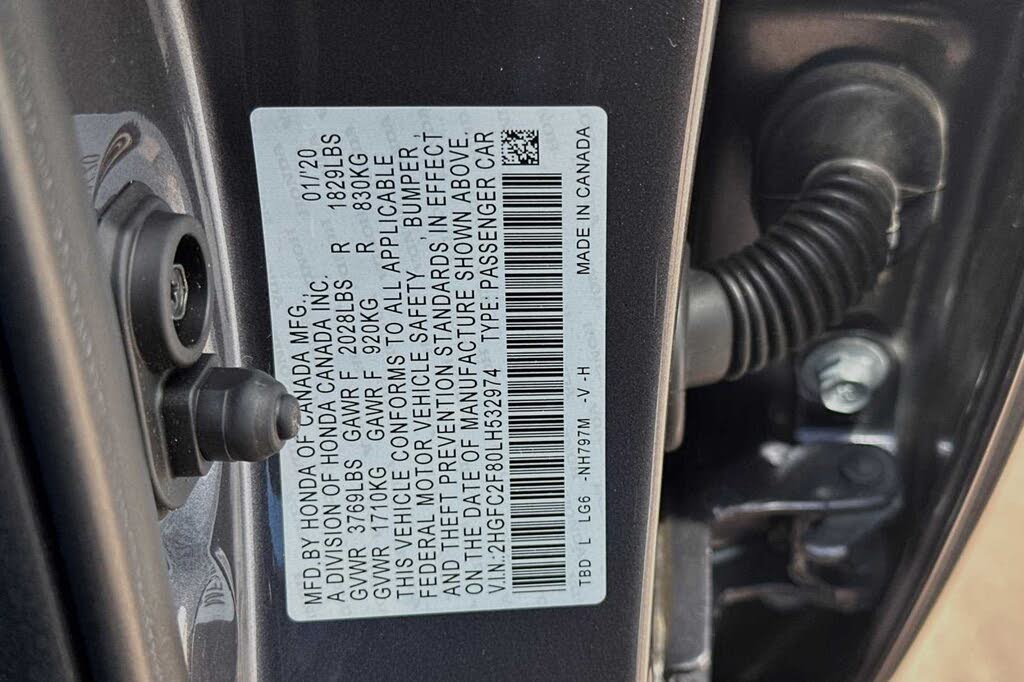 MFD.BY HONDA OF CANADA MFG., 01/'20
A DIVISION OF HONDA CANADA INC.
GVWR 3769LBS GAWR F 2028LBS R 1829LBS
GVWR 1710KG GAWR F 920KG R 830KG
THIS VEHICLE CONFORMS TO ALL APPLICABLE
FEDERAL MOTOR VEHICLE SAFETY , BUMPER ,
AND THEFT PREVENTION STANDARDS IN EFFECT
ON THE DATE OF MANUFACTURE SHOWN ABOVE.
V.I.N.:2HGFC2F80LH532974 TYPE: PASSENGER CAR
TBD L LG6 -NH797M -V-H MADE IN CANADA